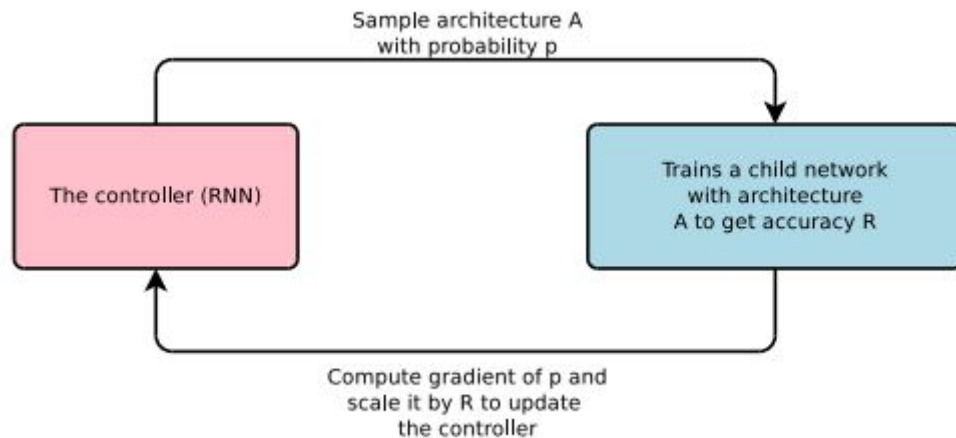 Sample architecture A
with probability p
The controller (RNN)
Trains a child network
with architecture
A to get accuracy R
Compute gradient of p and
scale it by R to update
the controller